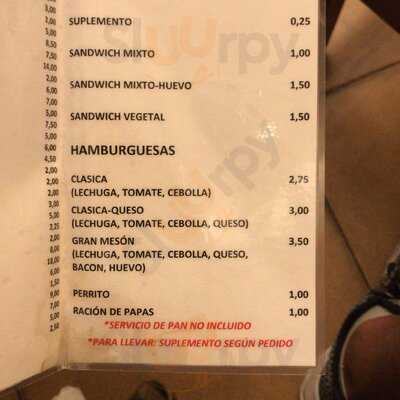 SUPLEMENTO 0,25
SANDWICH MIXTO 1,00
SANDWICH MIXTO-HUEVO 1,50
SANDWICH VEGETAL 1,50
HAMBURGUESAS
CLASICA 2,75
(LECHUGA, TOMATE, CEBOLLA)
CLASICA-QUESO 3,00
(LECHUGA, TOMATE, CEBOLLA, QUESO)
GRAN MESÓN 3,50
(LECHUGA, TOMATE, CEBOLLA, QUESO,
BACON, HUEVO)
PERRITO 1,00
RACIÓN DE PAPAS 1,00
*SERVICIO DE PAN NO INCLUIDO
*PARA LLEVAR: SUPLEMENTO SEGÚN PEDIDO
Sluurpy